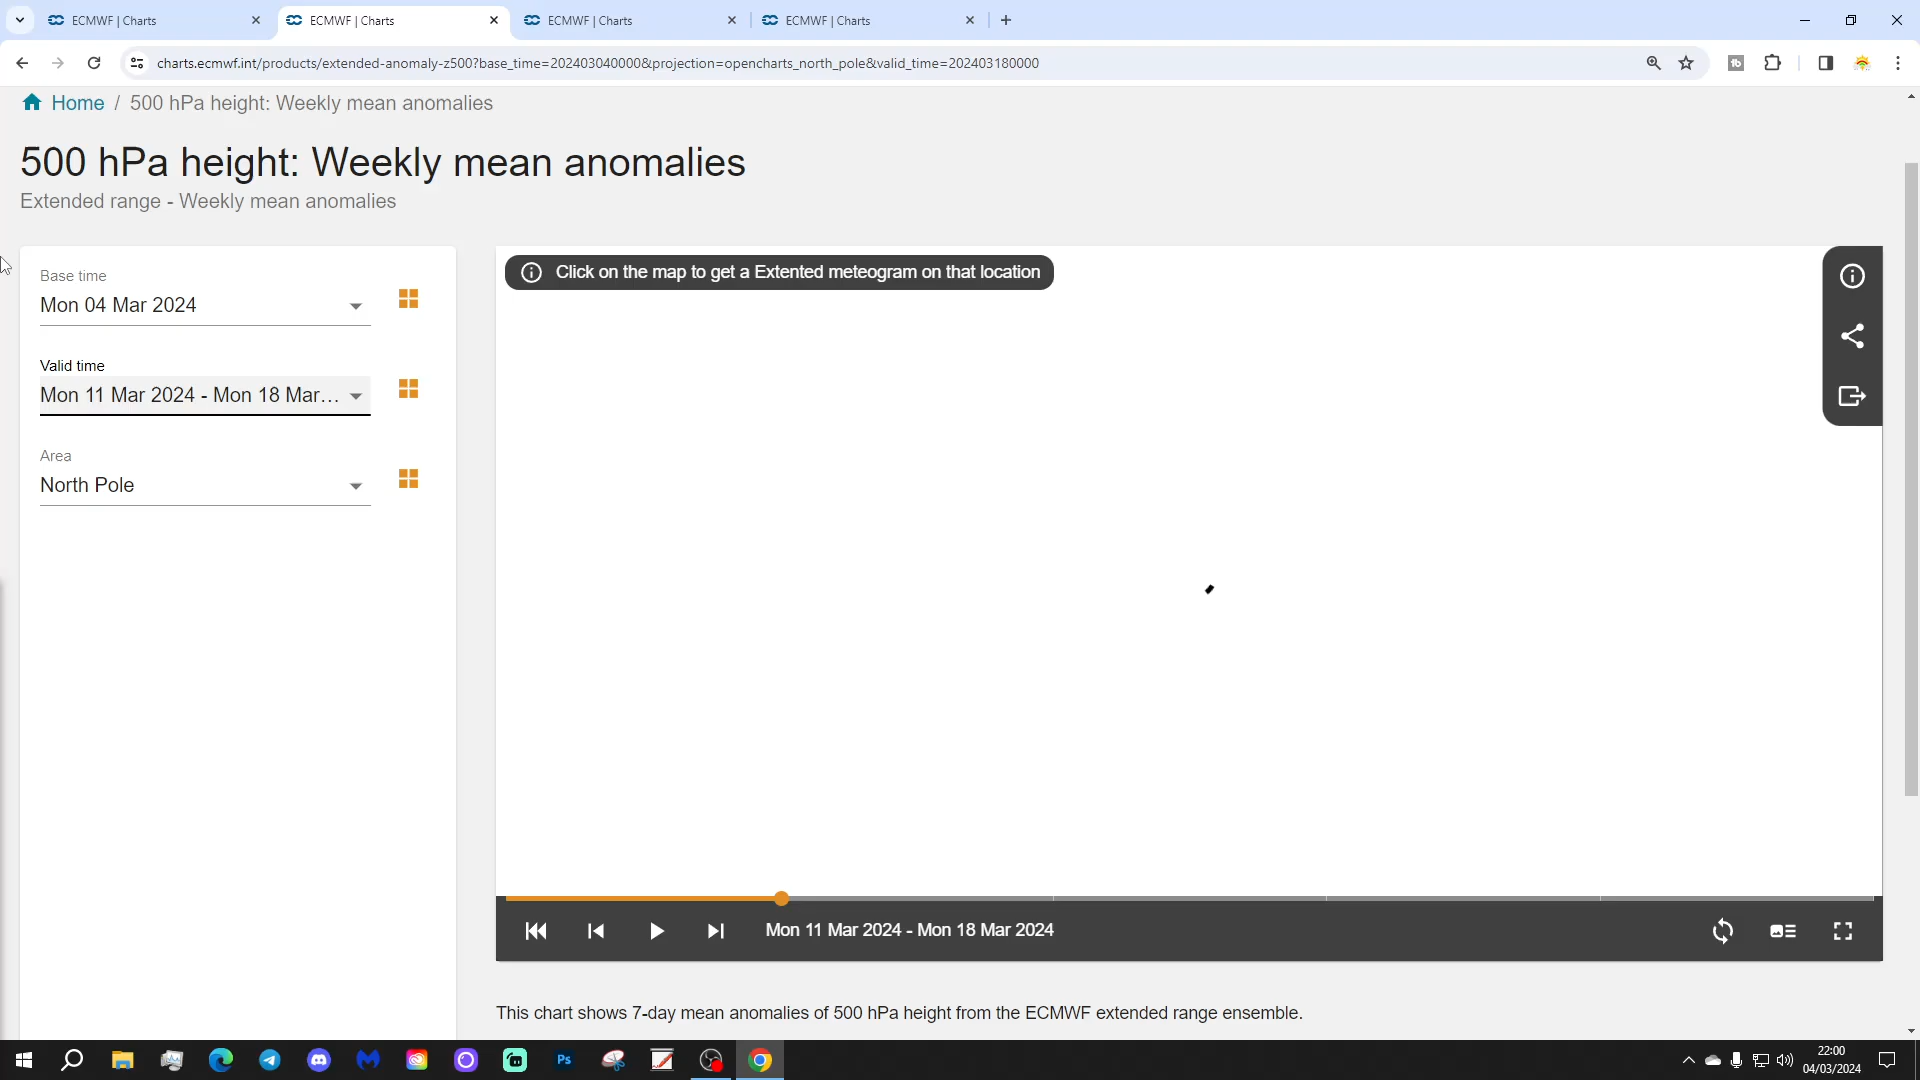 ECMWF | Charts
ECMWF | Charts
ECMWF | Charts
ECMWF | Charts
charts.ecmwf.int/products/extended-anomaly-z500?base_time=202403040000&projection=opencharts_north_pole&valid_time=202403180000
Home / 500 hPa height: Weekly mean anomalies
500 hPa height: Weekly mean anomalies
Extended range - Weekly mean anomalies
Base time
Mon 04 Mar 2024
Valid time
Mon 11 Mar 2024 - Mon 18 Mar...
Area
North Pole
Click on the map to get a Extented meteogram on that location
Mon 11 Mar 2024 - Mon 18 Mar 2024
This chart shows 7-day mean anomalies of 500 hPa height from the ECMWF extended range ensemble.
Ps
22:00
04/03/2024